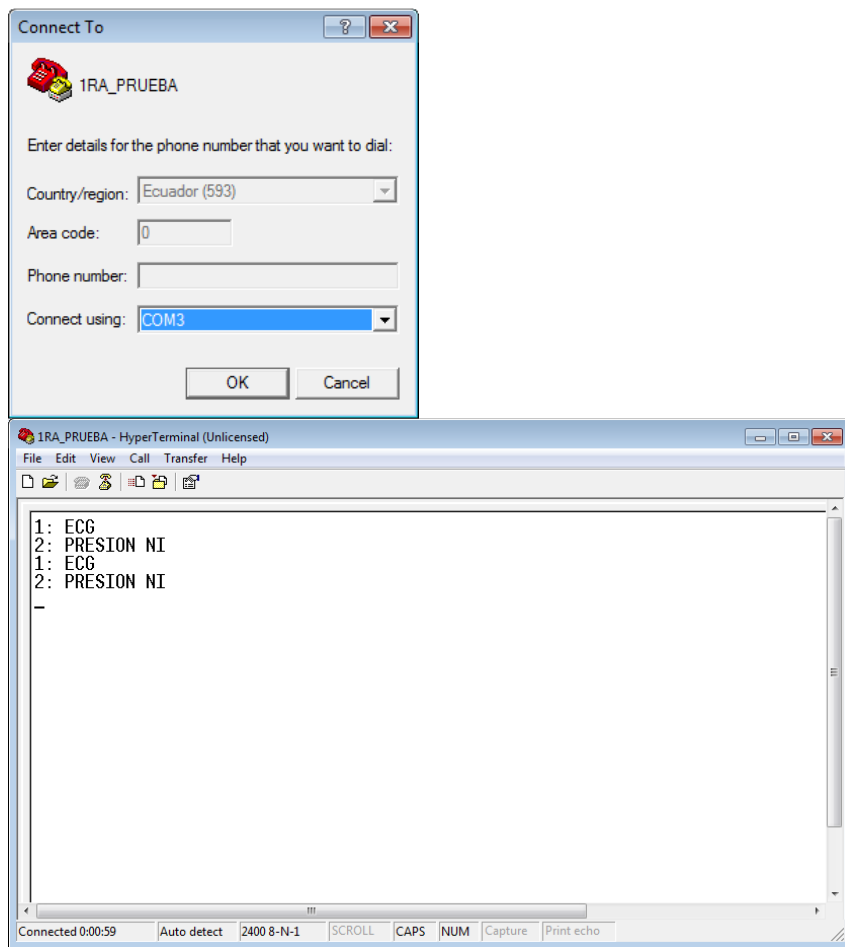 Connect To
1RA_PRUEBA
Enter details for the phone number that you want to dial:
Country/region: Ecuador (593)
Area code: 0
Phone number:
Connect using: COM3
OK Cancel
1RA_PRUEBA - HyperTerminal (Unlicensed)
File Edit View Call Transfer Help
1: ECG
2: PRESION NI
1: ECG
2: PRESION NI
Connected 0:00:59 Auto detect 2400 8-N-1 SCROLL CAPS NUM Capture Print echo